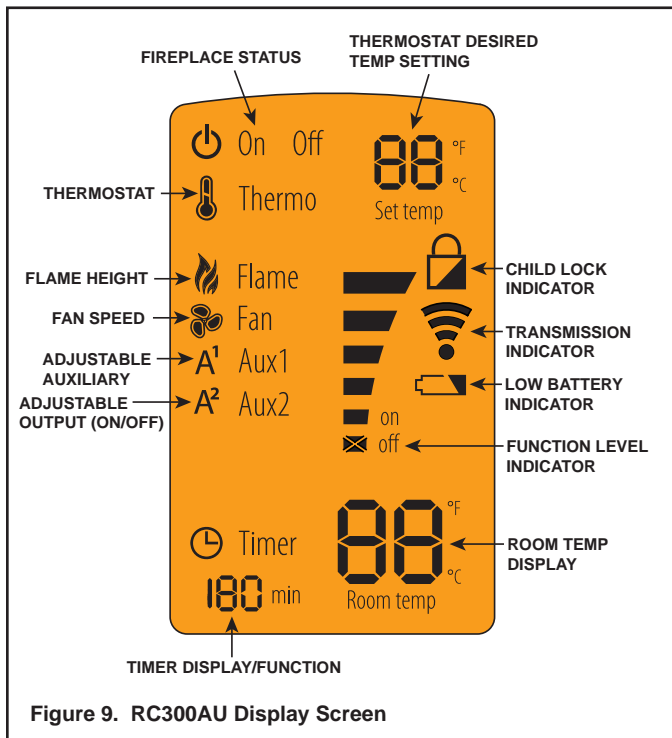 FIREPLACE STATUS
THERMOSTAT DESIRED
TEMP SETTING
On Off
88 °F
°C
Set temp
THERMOSTAT
Thermo
FLAME HEIGHT
Flame
CHILD LOCK
INDICATOR
FAN SPEED
Fan
TRANSMISSION
INDICATOR
ADJUSTABLE
AUXILIARY
A¹ Aux1
LOW BATTERY
INDICATOR
ADJUSTABLE
OUTPUT (ON/OFF)
A² Aux2
on
off
FUNCTION LEVEL
INDICATOR
Timer
180 min
88 °F
°C
Room temp
ROOM TEMP
DISPLAY
TIMER DISPLAY/FUNCTION
Figure 9. RC300AU Display Screen